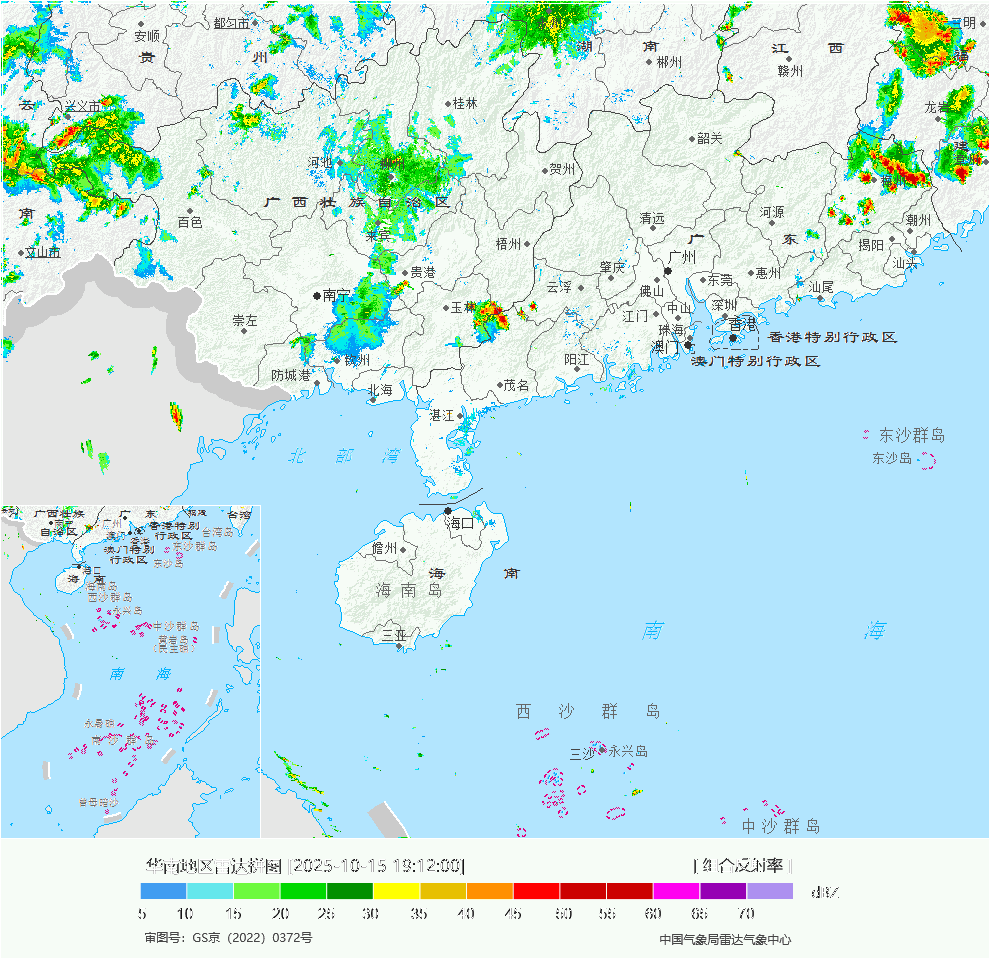 安顺
都匀市
贵 州
湖 南
江 西
三明
郴州
赣州
兴义市
桂林
龙岩
韶关
河池
贺州
广 西 壮 族 自 治 区
南
百色
清远
河源
潮州
来宾
梧州
广 东
揭阳
文山市
广州
汕头
贵港
肇庆
惠州
南宁
云浮
佛山
东莞
汕尾
玉林
中山
深圳
崇左
江门
珠海
香港
香港特别行政区
钦州
澳门
澳门特别行政区
阳江
防城港
茂名
北海
湛江
北 部 湾
东沙群岛
东沙岛
海口
儋州
海 南
海南岛
三亚
南 海
西 沙 群 岛
三沙
永兴岛
中沙群岛
广西壮族
自治区
广 东
香港特别
行政区
澳门特别
行政区
台湾
台湾岛
东沙群岛
东沙岛
海 南
海南岛
西沙群岛
永兴岛
中沙群岛
黄岩岛
南 海
永暑礁
南沙群岛
曾母暗沙
华南地区雷达拼图 [2025-10-15 19:12:00]
[组合反射率]
5 10 15 20 25 30 35 40 45 50 55 60 65 70 dBZ
审图号：GS京（2022）0372号
中国气象局雷达气象中心